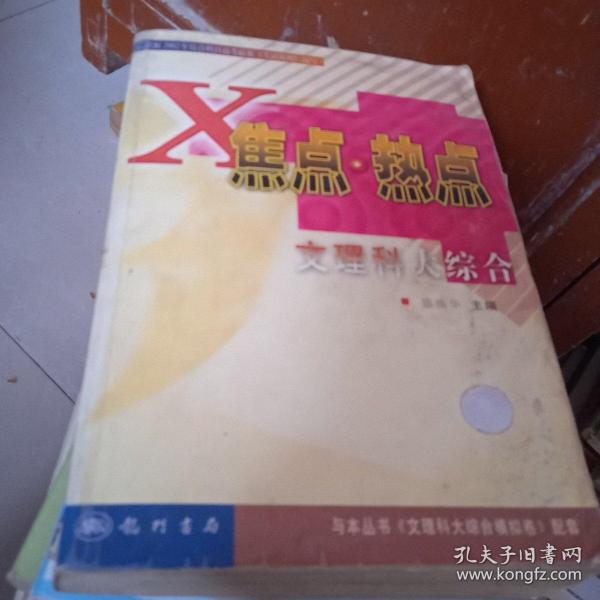 X
焦点·热点
文理科大综合
主编
龙门书局
与本丛书《文理科大综合模拟卷》配套
孔夫子旧书网
www.kongfz.com